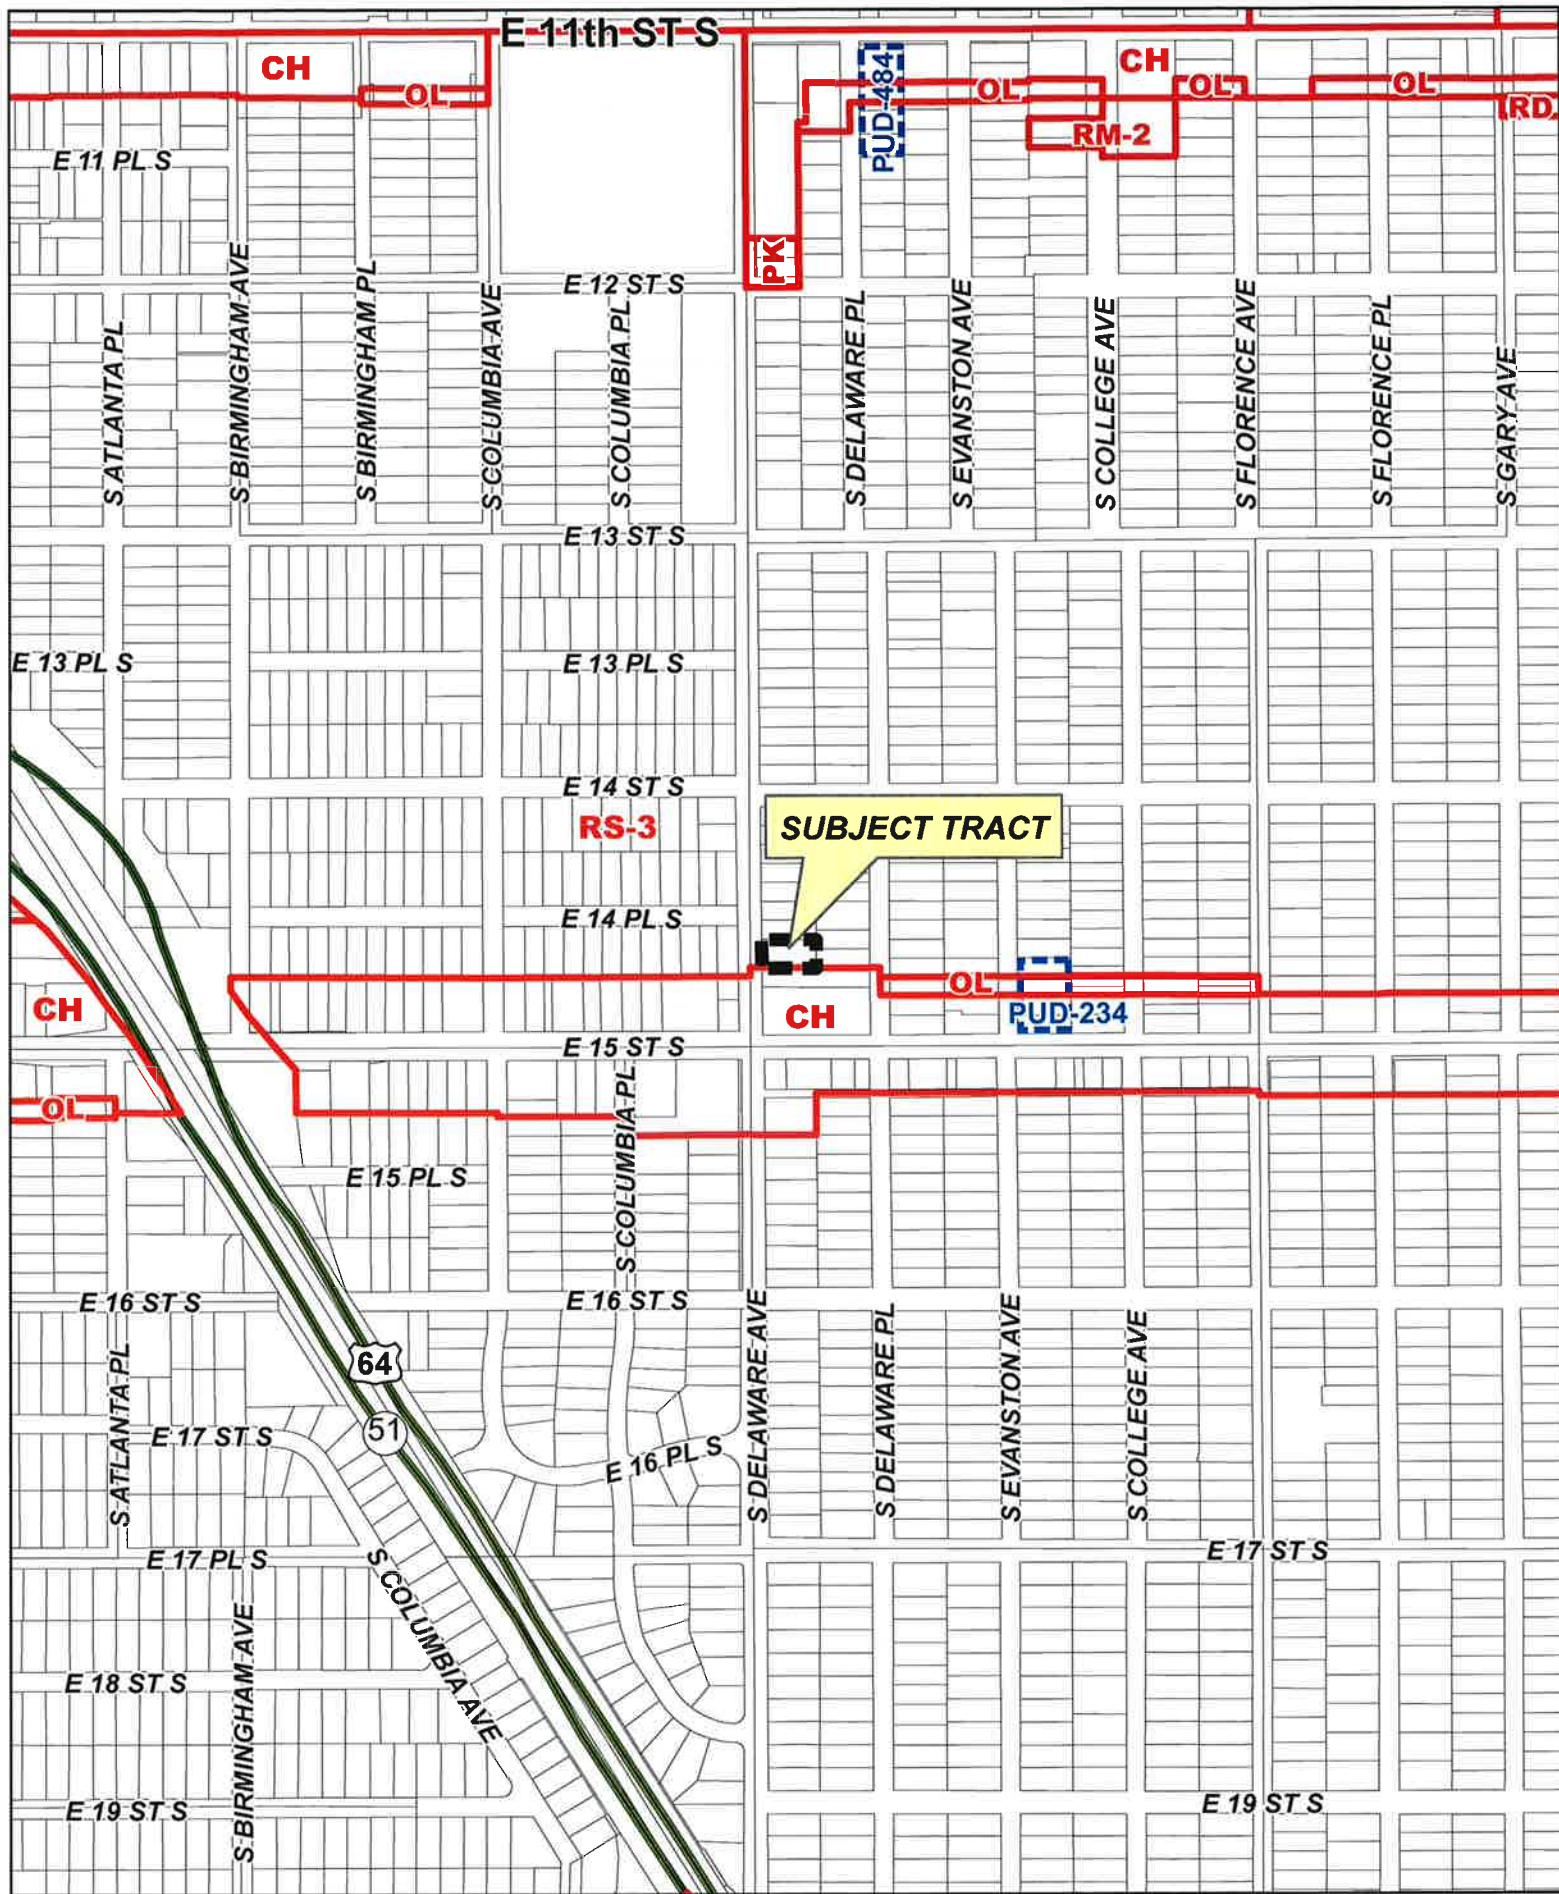 E 11th ST S
CH
OL
PUD-484
OL
CH
OL
OL
RD
RM-2
E 11 PL S
PK
E 12 ST S
S ATLANTA PL
S BIRMINGHAM AVE
S BIRMINGHAM PL
S COLUMBIA AVE
S COLUMBIA PL
S DELAWARE PL
S EVANSTON AVE
S COLLEGE AVE
S FLORENCE AVE
S FLORENCE PL
S GARY AVE
E 13 ST S
E 13 PL S
E 13 PL S
E 14 ST S
RS-3
SUBJECT TRACT
E 14 PL S
CH
OL
CH
PUD-234
E 15 ST S
OL
S COLUMBIA PL
E 15 PL S
E 16 ST S
E 16 ST S
64
51
S ATLANTA PL
E 17 ST S
E 16 PL S
S DELAWARE AVE
S DELAWARE PL
S EVANSTON AVE
S COLLEGE AVE
E 17 ST S
E 17 PL S
S COLUMBIA AVE
S BIRMINGHAM AVE
E 18 ST S
E 19 ST S
E 19 ST S